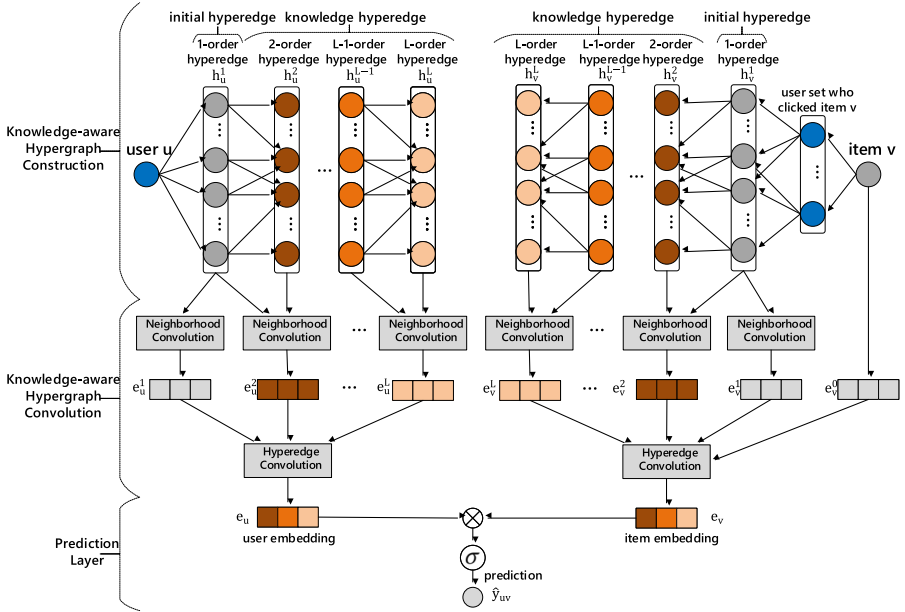 initial hyperedge
knowledge hyperedge
knowledge hyperedge
initial hyperedge
1-order
hyperedge
2-order
hyperedge
L-1-order
hyperedge
L-order
hyperedge
L-order
hyperedge
L-1-order
hyperedge
2-order
hyperedge
1-order
hyperedge
h_u^1
h_u^2
h_u^{L-1}
h_u^L
h_v^L
h_v^{L-1}
h_v^2
h_v^1
user set who
clicked item v
Knowledge-aware
Hypergraph
Construction
user u
item v
...
...
Neighborhood
Convolution
Neighborhood
Convolution
...
Neighborhood
Convolution
Neighborhood
Convolution
...
Neighborhood
Convolution
Neighborhood
Convolution
Knowledge-aware
Hypergraph
Convolution
e_u^1
e_u^2
...
e_u^L
e_v^L
...
e_v^2
e_v^1
e_v^0
Hyperedge
Convolution
Hyperedge
Convolution
e_u
user embedding
e_v
item embedding
Prediction
Layer
σ
prediction
ŷ_uv